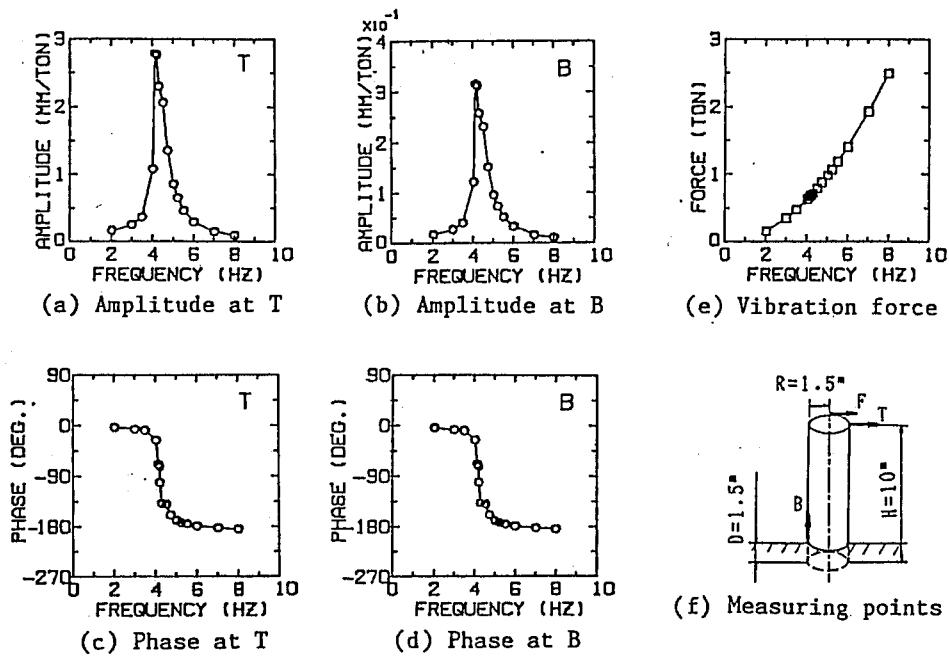 ×10⁻¹
AMPLITUDE (MM/TON)
3
2
1
0
T
0 2 4 6 8 10
FREQUENCY (HZ)
(a) Amplitude at T
AMPLITUDE (MM/TON)
4
3
2
1
0
B
0 2 4 6 8 10
FREQUENCY (HZ)
(b) Amplitude at B
FORCE (TON)
3
2
1
0
0 2 4 6 8 10
FREQUENCY (HZ)
(e) Vibration force
PHASE (DEG.)
90
0
-90
-180
-270
T
0 2 4 6 8 10
FREQUENCY (HZ)
(c) Phase at T
PHASE (DEG.)
90
0
-90
-180
-270
B
0 2 4 6 8 10
FREQUENCY (HZ)
(d) Phase at B
R=1.5ᵐ
F
T
B
D=1.5ᵐ
H=10ᵐ
(f) Measuring points